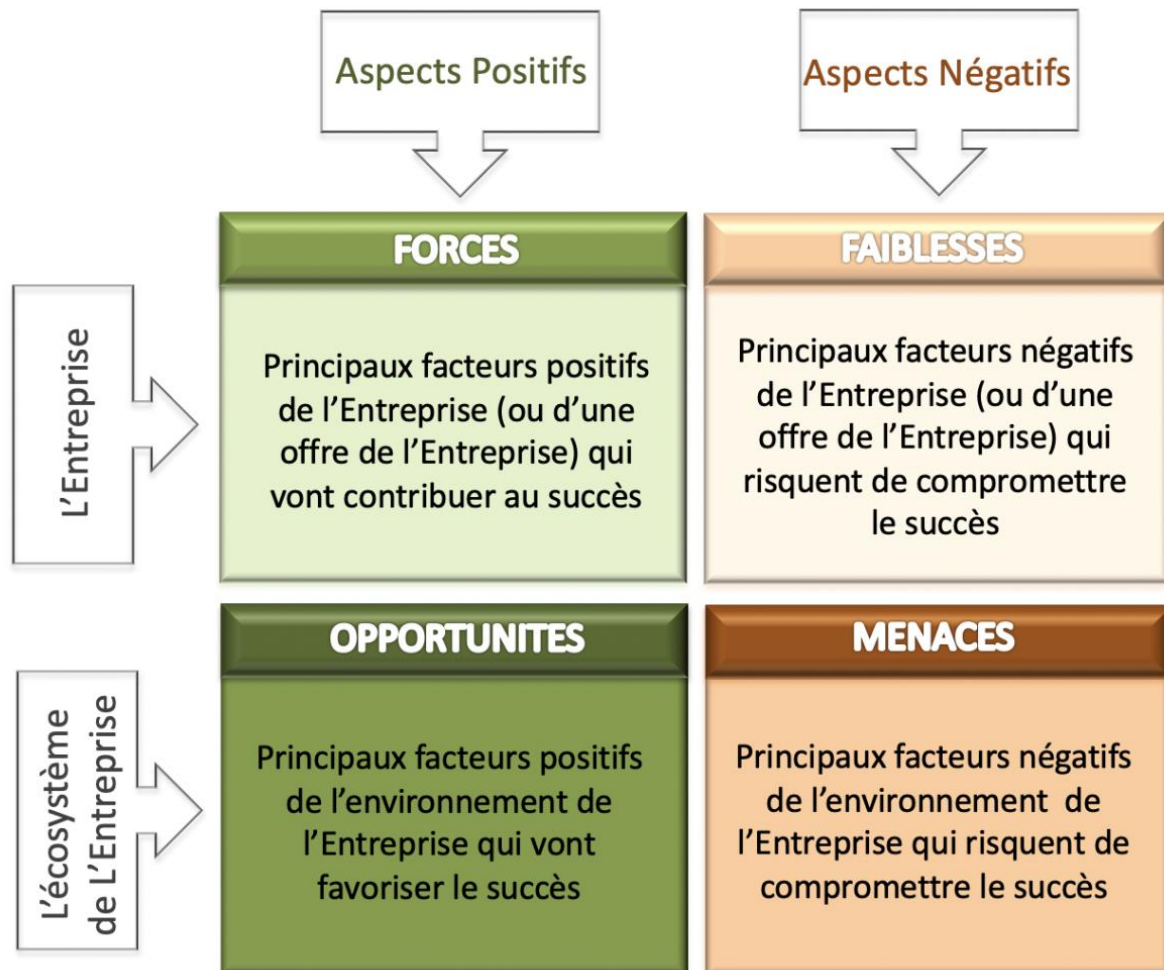 Aspects Positifs
Aspects Négatifs
L’Entreprise
FORCES
Principaux facteurs positifs
de l’Entreprise (ou d’une
offre de l’Entreprise) qui
vont contribuer au succès
FAIBLESSES
Principaux facteurs négatifs
de l’Entreprise (ou d’une
offre de l’Entreprise) qui
risquent de compromettre
le succès
L’écosystème
de L’Entreprise
OPPORTUNITES
Principaux facteurs positifs
de l’environnement de
l’Entreprise qui vont
favoriser le succès
MENACES
Principaux facteurs négatifs
de l’environnement de
l’Entreprise qui risquent de
compromettre le succès